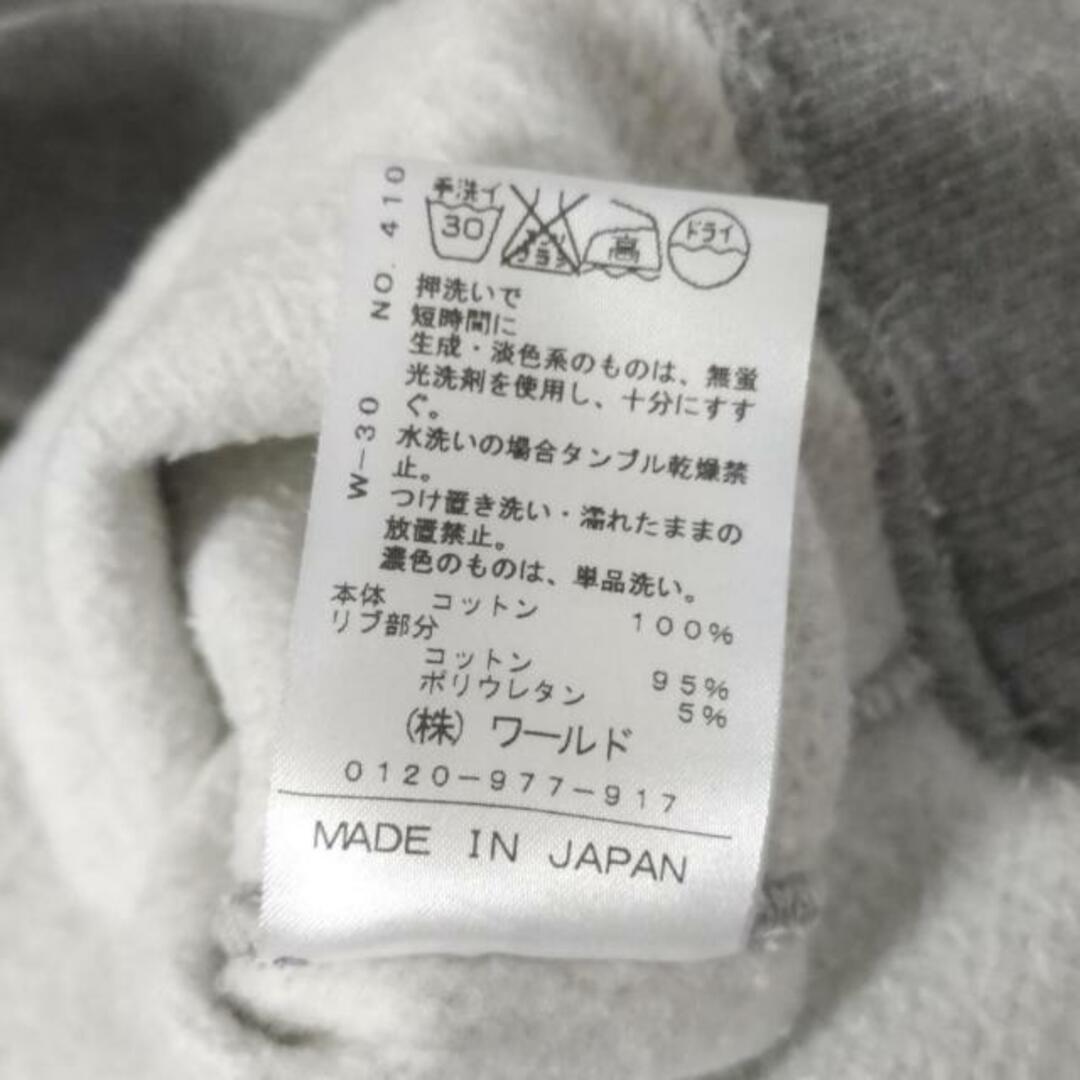 手洗イ
30
エンソ
サラシ
高
ドライ
NO. 410
W-30
押洗いで
短時間に
生成・淡色系のものは、無蛍
光洗剤を使用し、十分にすす
ぐ。
水洗いの場合タンブル乾燥禁
止。
つけ置き洗い・濡れたままの
放置禁止。
濃色のものは、単品洗い。
本体 コットン 100%
リブ部分
コットン 95%
ポリウレタン 5%
(株) ワールド
0120-977-917
MADE IN JAPAN